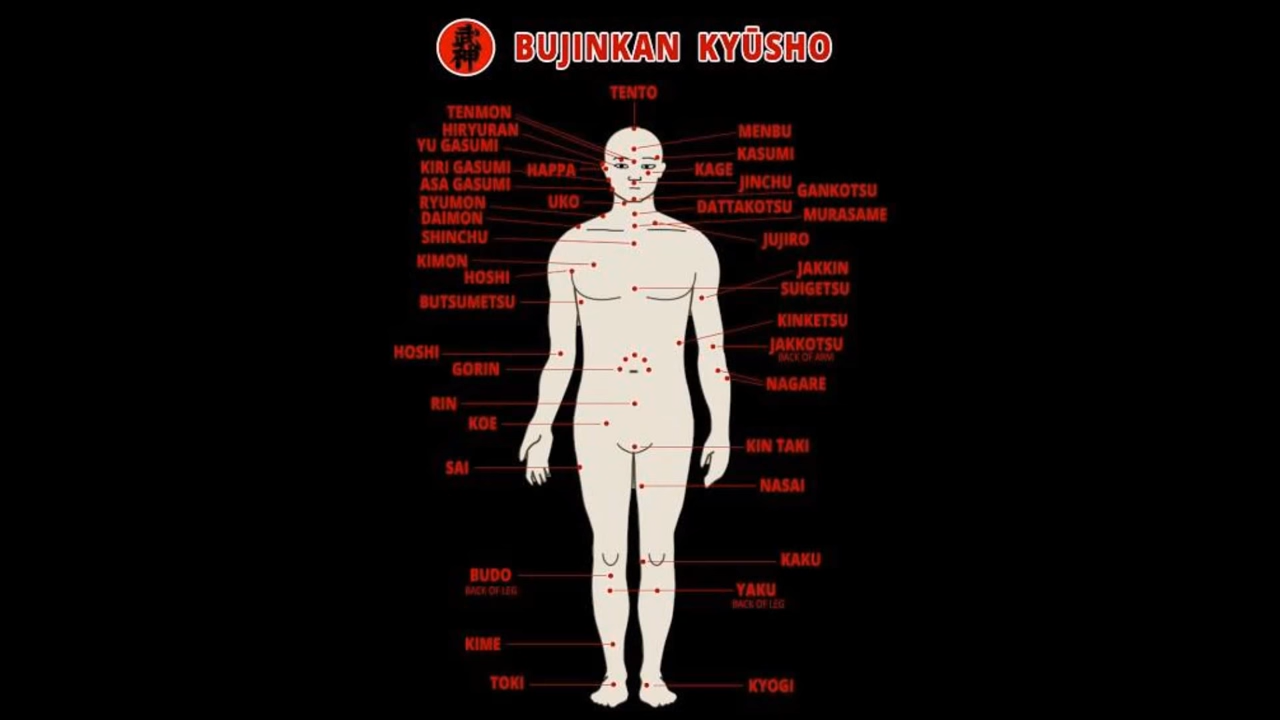 武神
BUJINKAN KYŪSHO
TENTO
TENMON
HIRYURAN
YU GASUMI
KIRI GASUMI
HAPPA
ASA GASUMI
RYUMON
UKO
DAIMON
SHINCHU
KIMON
HOSHI
BUTSUMETSU
HOSHI
GORIN
RIN
KOE
SAI
BUDO
BACK OF LEG
KIME
TOKI
MENBU
KASUMI
KAGE
JINCHU
GANKOTSU
DATTAKOTSU
MURASAME
JUJIRO
JAKKIN
SUIGETSU
KINKETSU
JAKKOTSU
BACK OF ARM
NAGARE
KIN TAKI
NASAI
KAKU
YAKU
BACK OF LEG
KYOGI